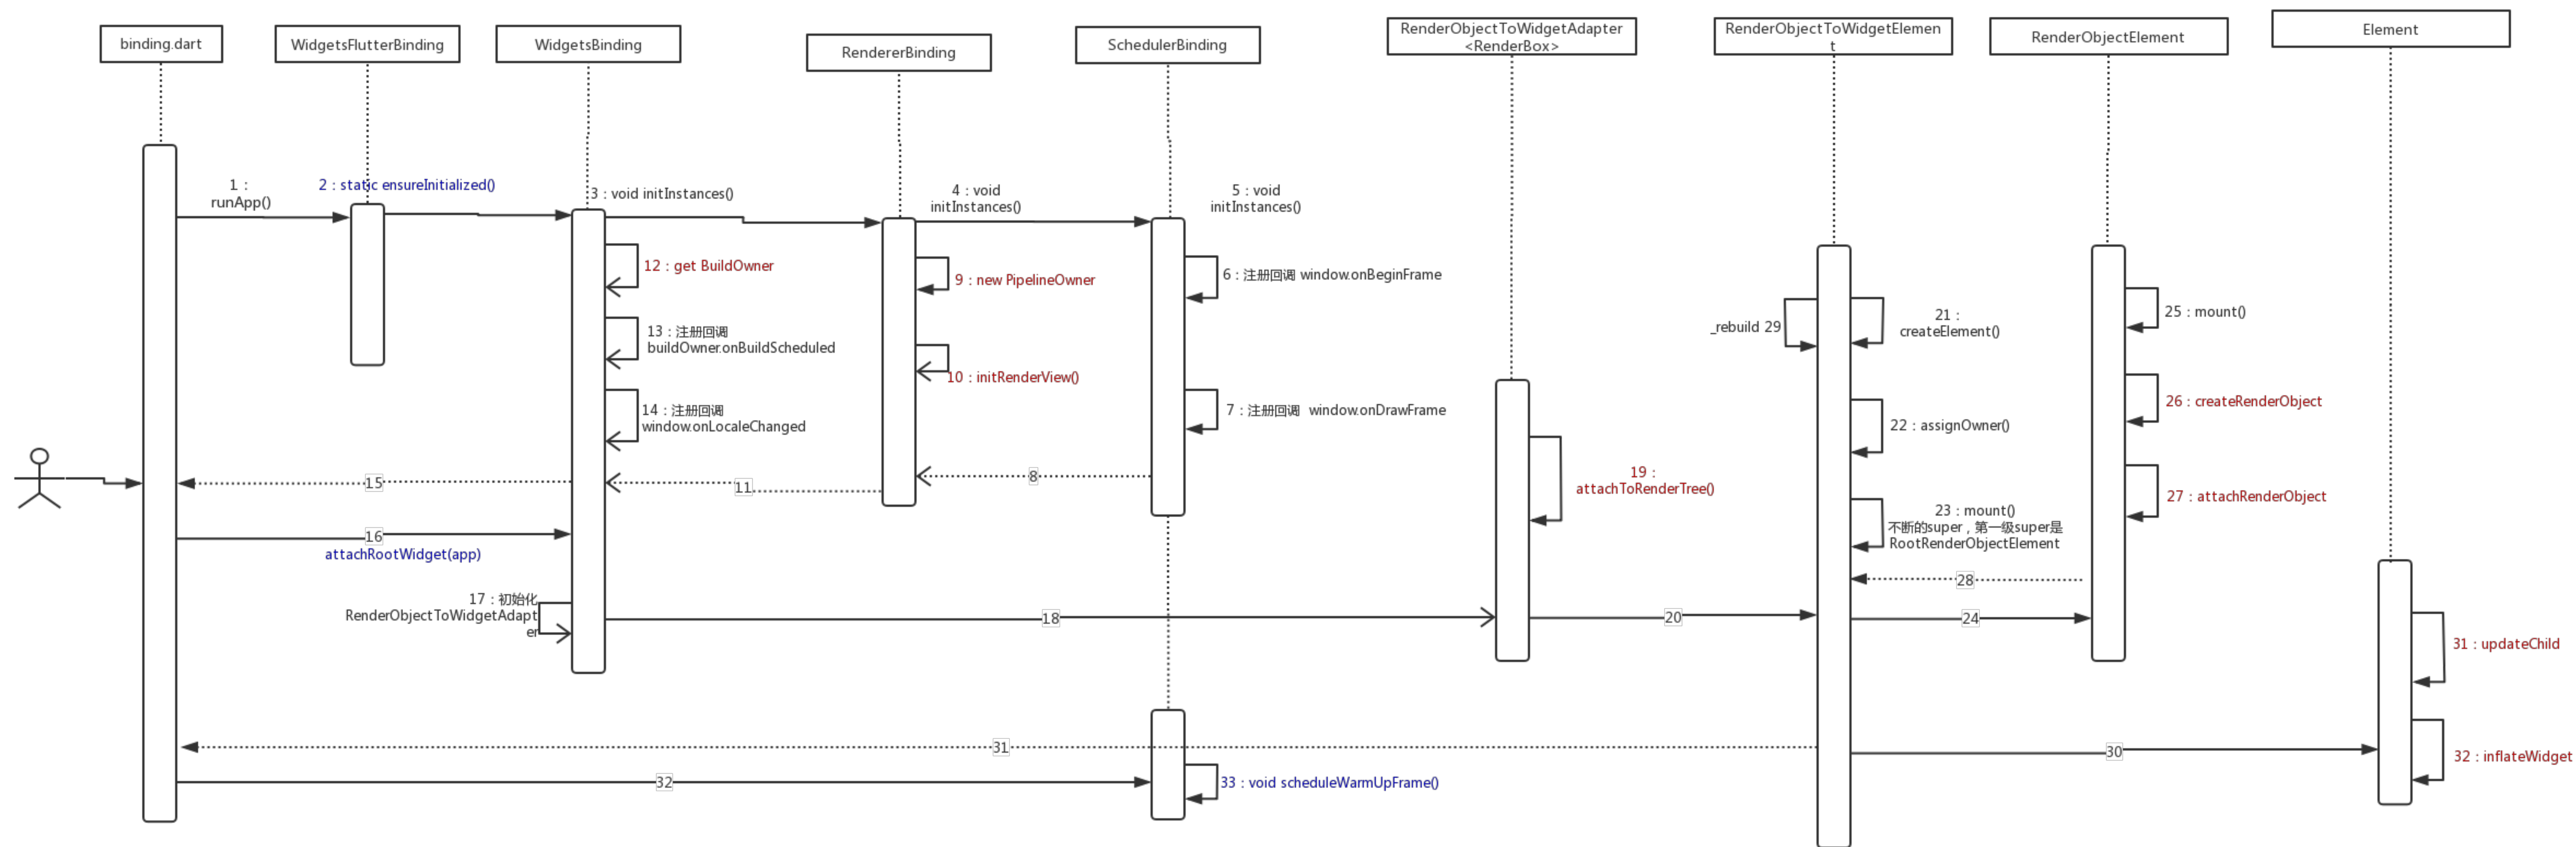 binding.dart
WidgetsFlutterBinding
WidgetsBinding
RendererBinding
SchedulerBinding
RenderObjectToWidgetAdapter
<RenderBox>
RenderObjectToWidgetElemen
t
RenderObjectElement
Element
1：
runApp()
2：static ensureInitialized()
3：void initInstances()
4：void
initInstances()
5：void
initInstances()
12：get BuildOwner
9：new PipelineOwner
6：注册回调 window.onBeginFrame
13：注册回调
buildOwner.onBuildScheduled
10：initRenderView()
14：注册回调
window.onLocaleChanged
7：注册回调 window.onDrawFrame
_rebuild 29
21：
createElement()
25：mount()
26：createRenderObject
22：assignOwner()
19：
attachToRenderTree()
27：attachRenderObject
15
11
8
23：mount()
不断的super，第一级super是
RootRenderObjectElement
16
attachRootWidget(app)
28
17：初始化
RenderObjectToWidgetAdapt
er
18
20
24
31：updateChild
31
30
32：inflateWidget
32
33：void scheduleWarmUpFrame()